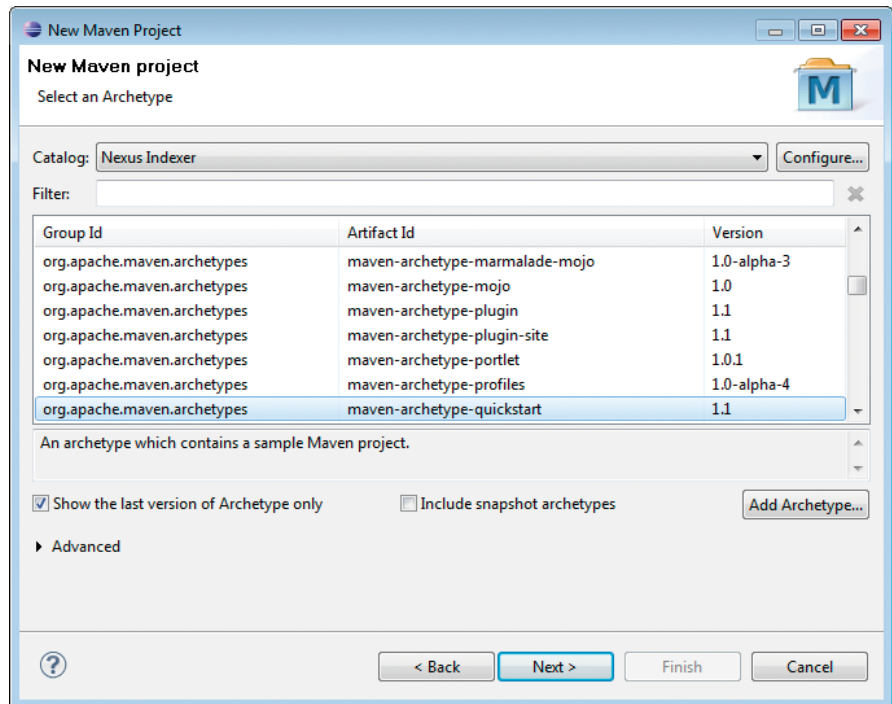 New Maven Project
New Maven project
Select an Archetype
M
Catalog: Nexus Indexer Configure...
Filter:
Group Id Artifact Id Version
org.apache.maven.archetypes maven-archetype-marmalade-mojo 1.0-alpha-3
org.apache.maven.archetypes maven-archetype-mojo 1.0
org.apache.maven.archetypes maven-archetype-plugin 1.1
org.apache.maven.archetypes maven-archetype-plugin-site 1.1
org.apache.maven.archetypes maven-archetype-portlet 1.0.1
org.apache.maven.archetypes maven-archetype-profiles 1.0-alpha-4
org.apache.maven.archetypes maven-archetype-quickstart 1.1
An archetype which contains a sample Maven project.
Show the last version of Archetype only Include snapshot archetypes Add Archetype...
Advanced
? < Back Next > Finish Cancel